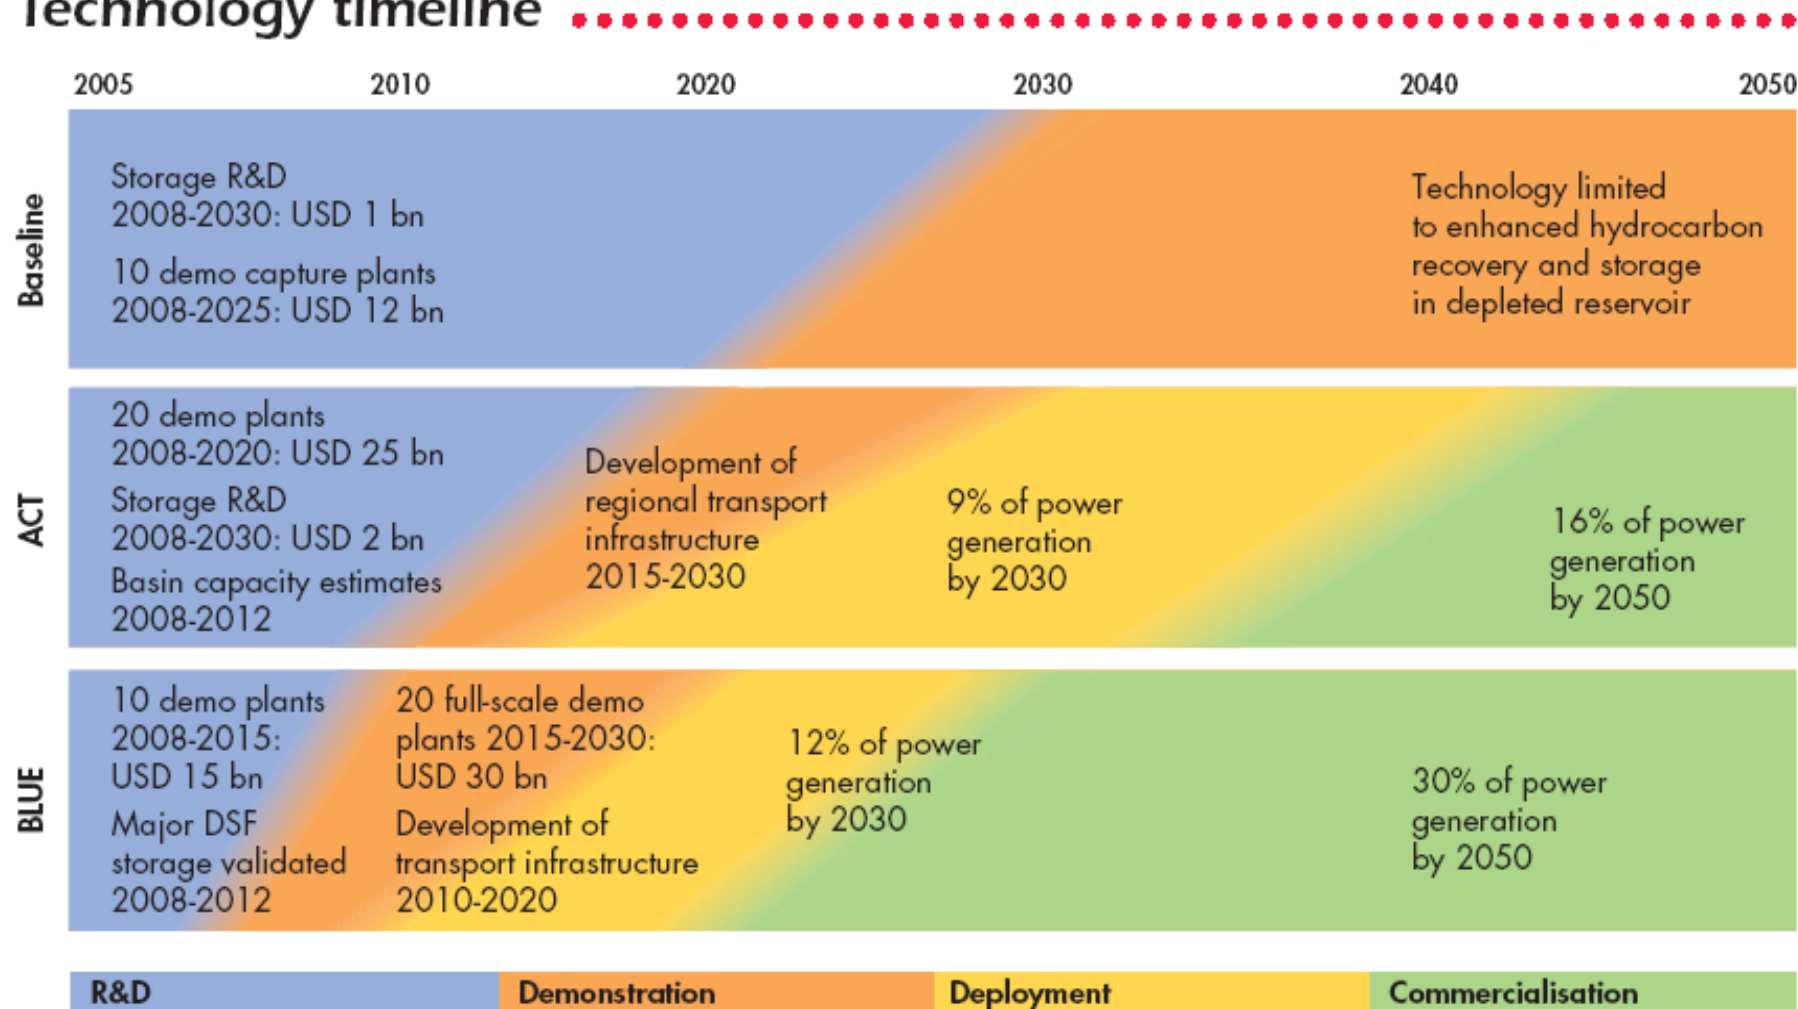 Technology timeline
2005 2010 2020 2030 2040 2050
Baseline
Storage R&D
2008-2030: USD 1 bn
10 demo capture plants
2008-2025: USD 12 bn
Technology limited
to enhanced hydrocarbon
recovery and storage
in depleted reservoir
ACT
20 demo plants
2008-2020: USD 25 bn
Storage R&D
2008-2030: USD 2 bn
Basin capacity estimates
2008-2012
Development of
regional transport
infrastructure
2015-2030
9% of power
generation
by 2030
16% of power
generation
by 2050
BLUE
10 demo plants
2008-2015:
USD 15 bn
Major DSF
storage validated
2008-2012
20 full-scale demo
plants 2015-2030:
USD 30 bn
Development of
transport infrastructure
2010-2020
12% of power
generation
by 2030
30% of power
generation
by 2050
R&D Demonstration Deployment Commercialisation